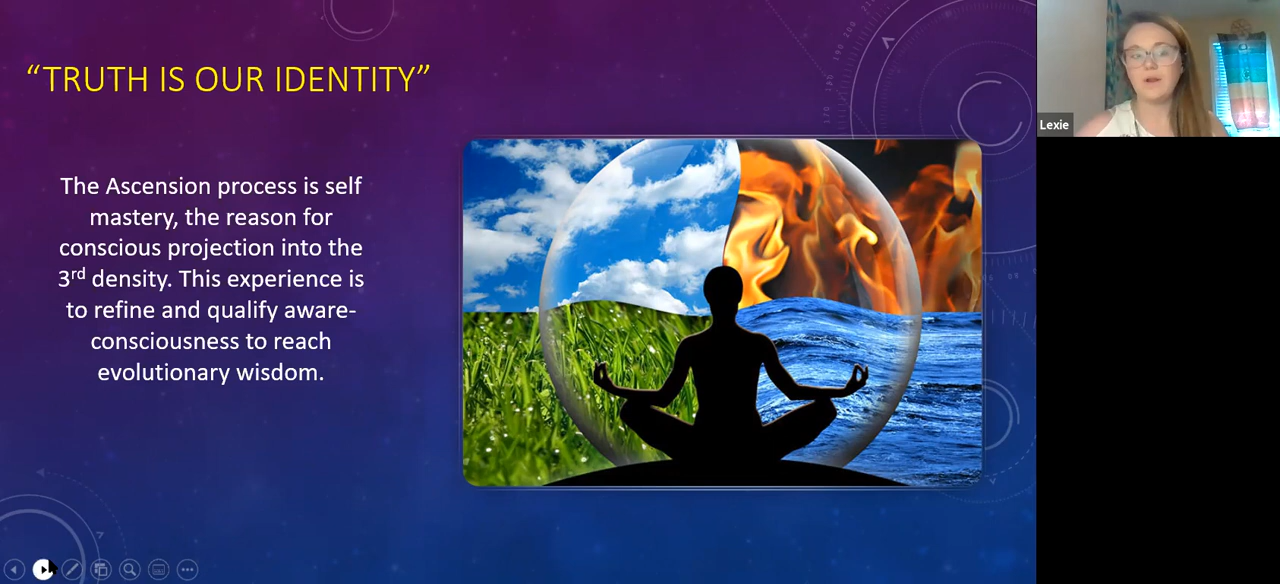 “TRUTH IS OUR IDENTITY”
The Ascension process is self
mastery, the reason for
conscious projection into the
3rd density. This experience is
to refine and qualify aware-
consciousness to reach
evolutionary wisdom.
Lexie